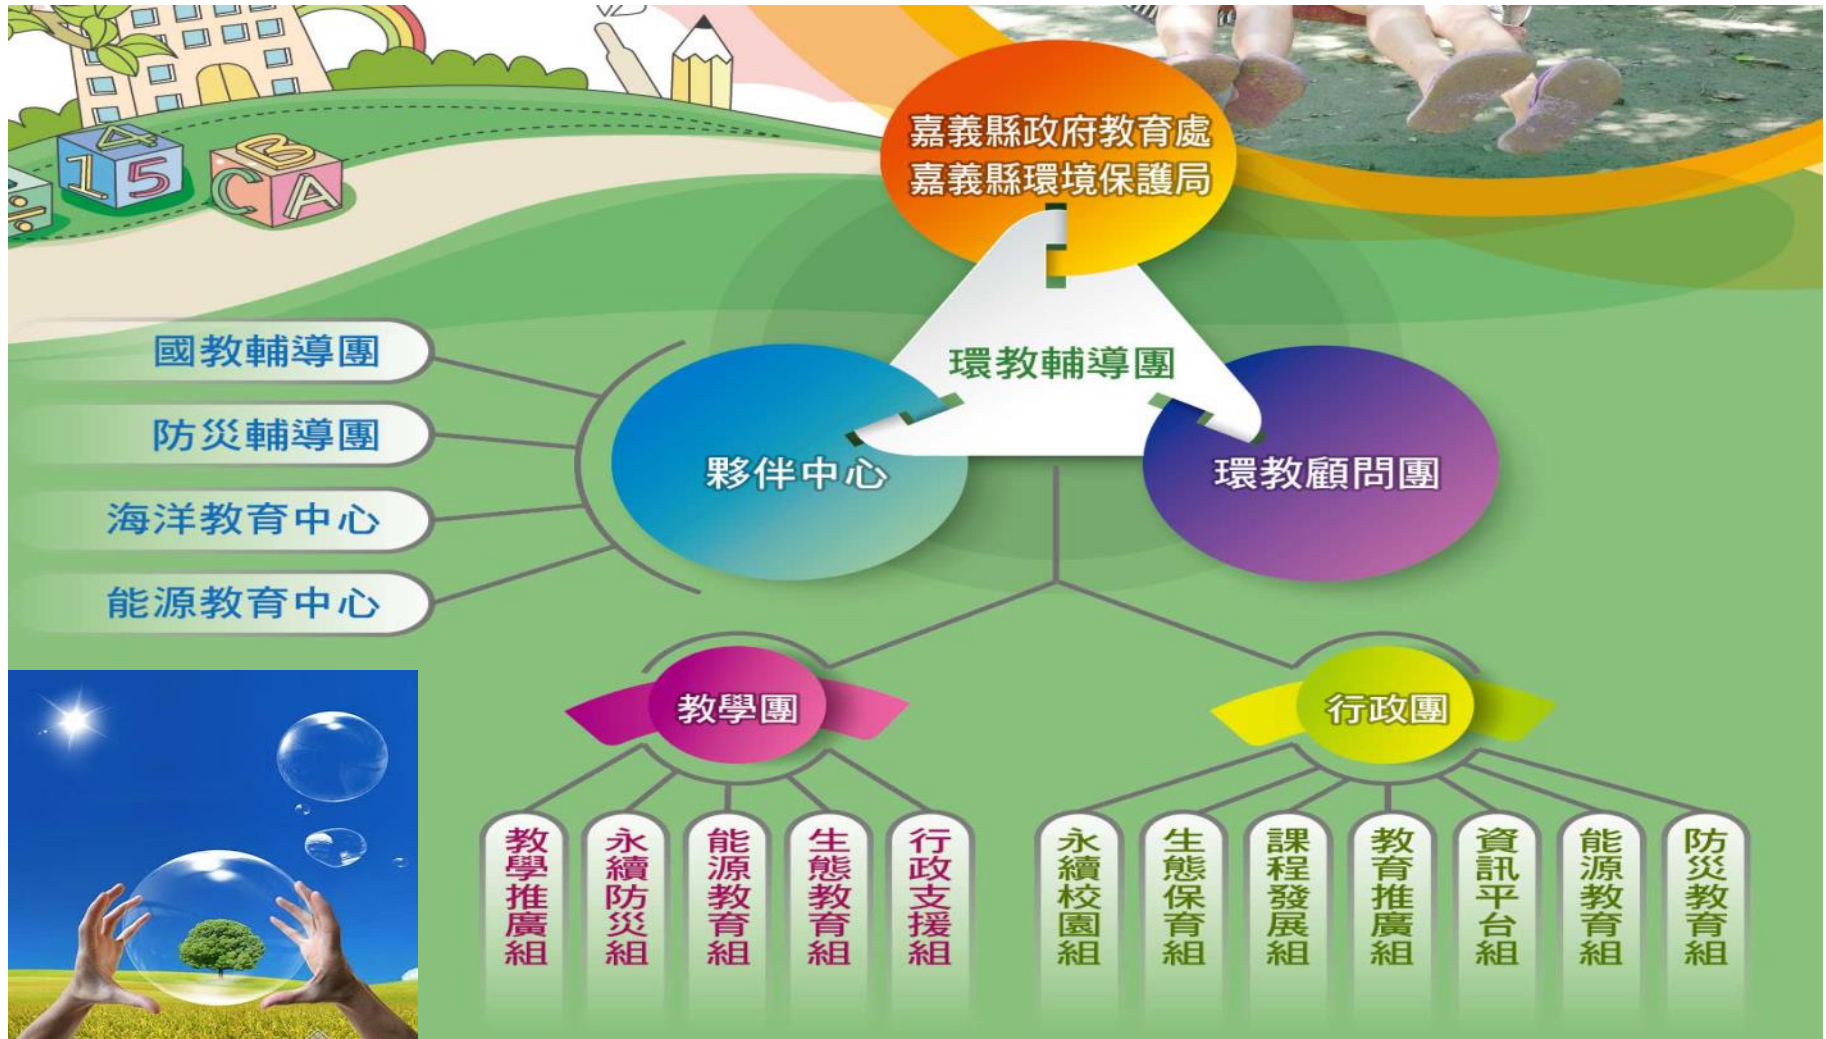 嘉義縣政府教育處
嘉義縣環境保護局
環教輔導團
夥伴中心
環教顧問團
國教輔導團
防災輔導團
海洋教育中心
能源教育中心
教學團
行政團
教學推廣組
永續防災組
能源教育組
生態教育組
行政支援組
永續校園組
生態保育組
課程發展組
教育推廣組
資訊平台組
能源教育組
防災教育組
4
15
÷
B
CA